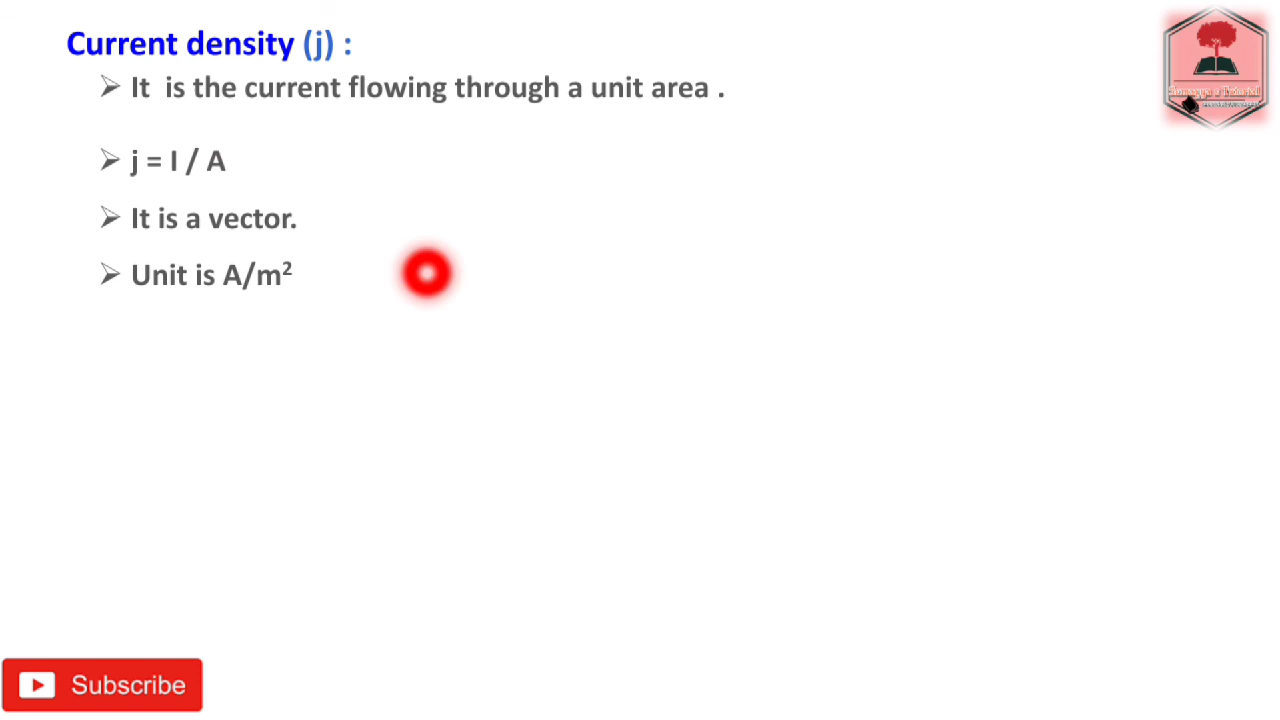 Current density (j) :
➢ It is the current flowing through a unit area .
➢ j = I / A
➢ It is a vector.
➢ Unit is A/m²
Subscribe